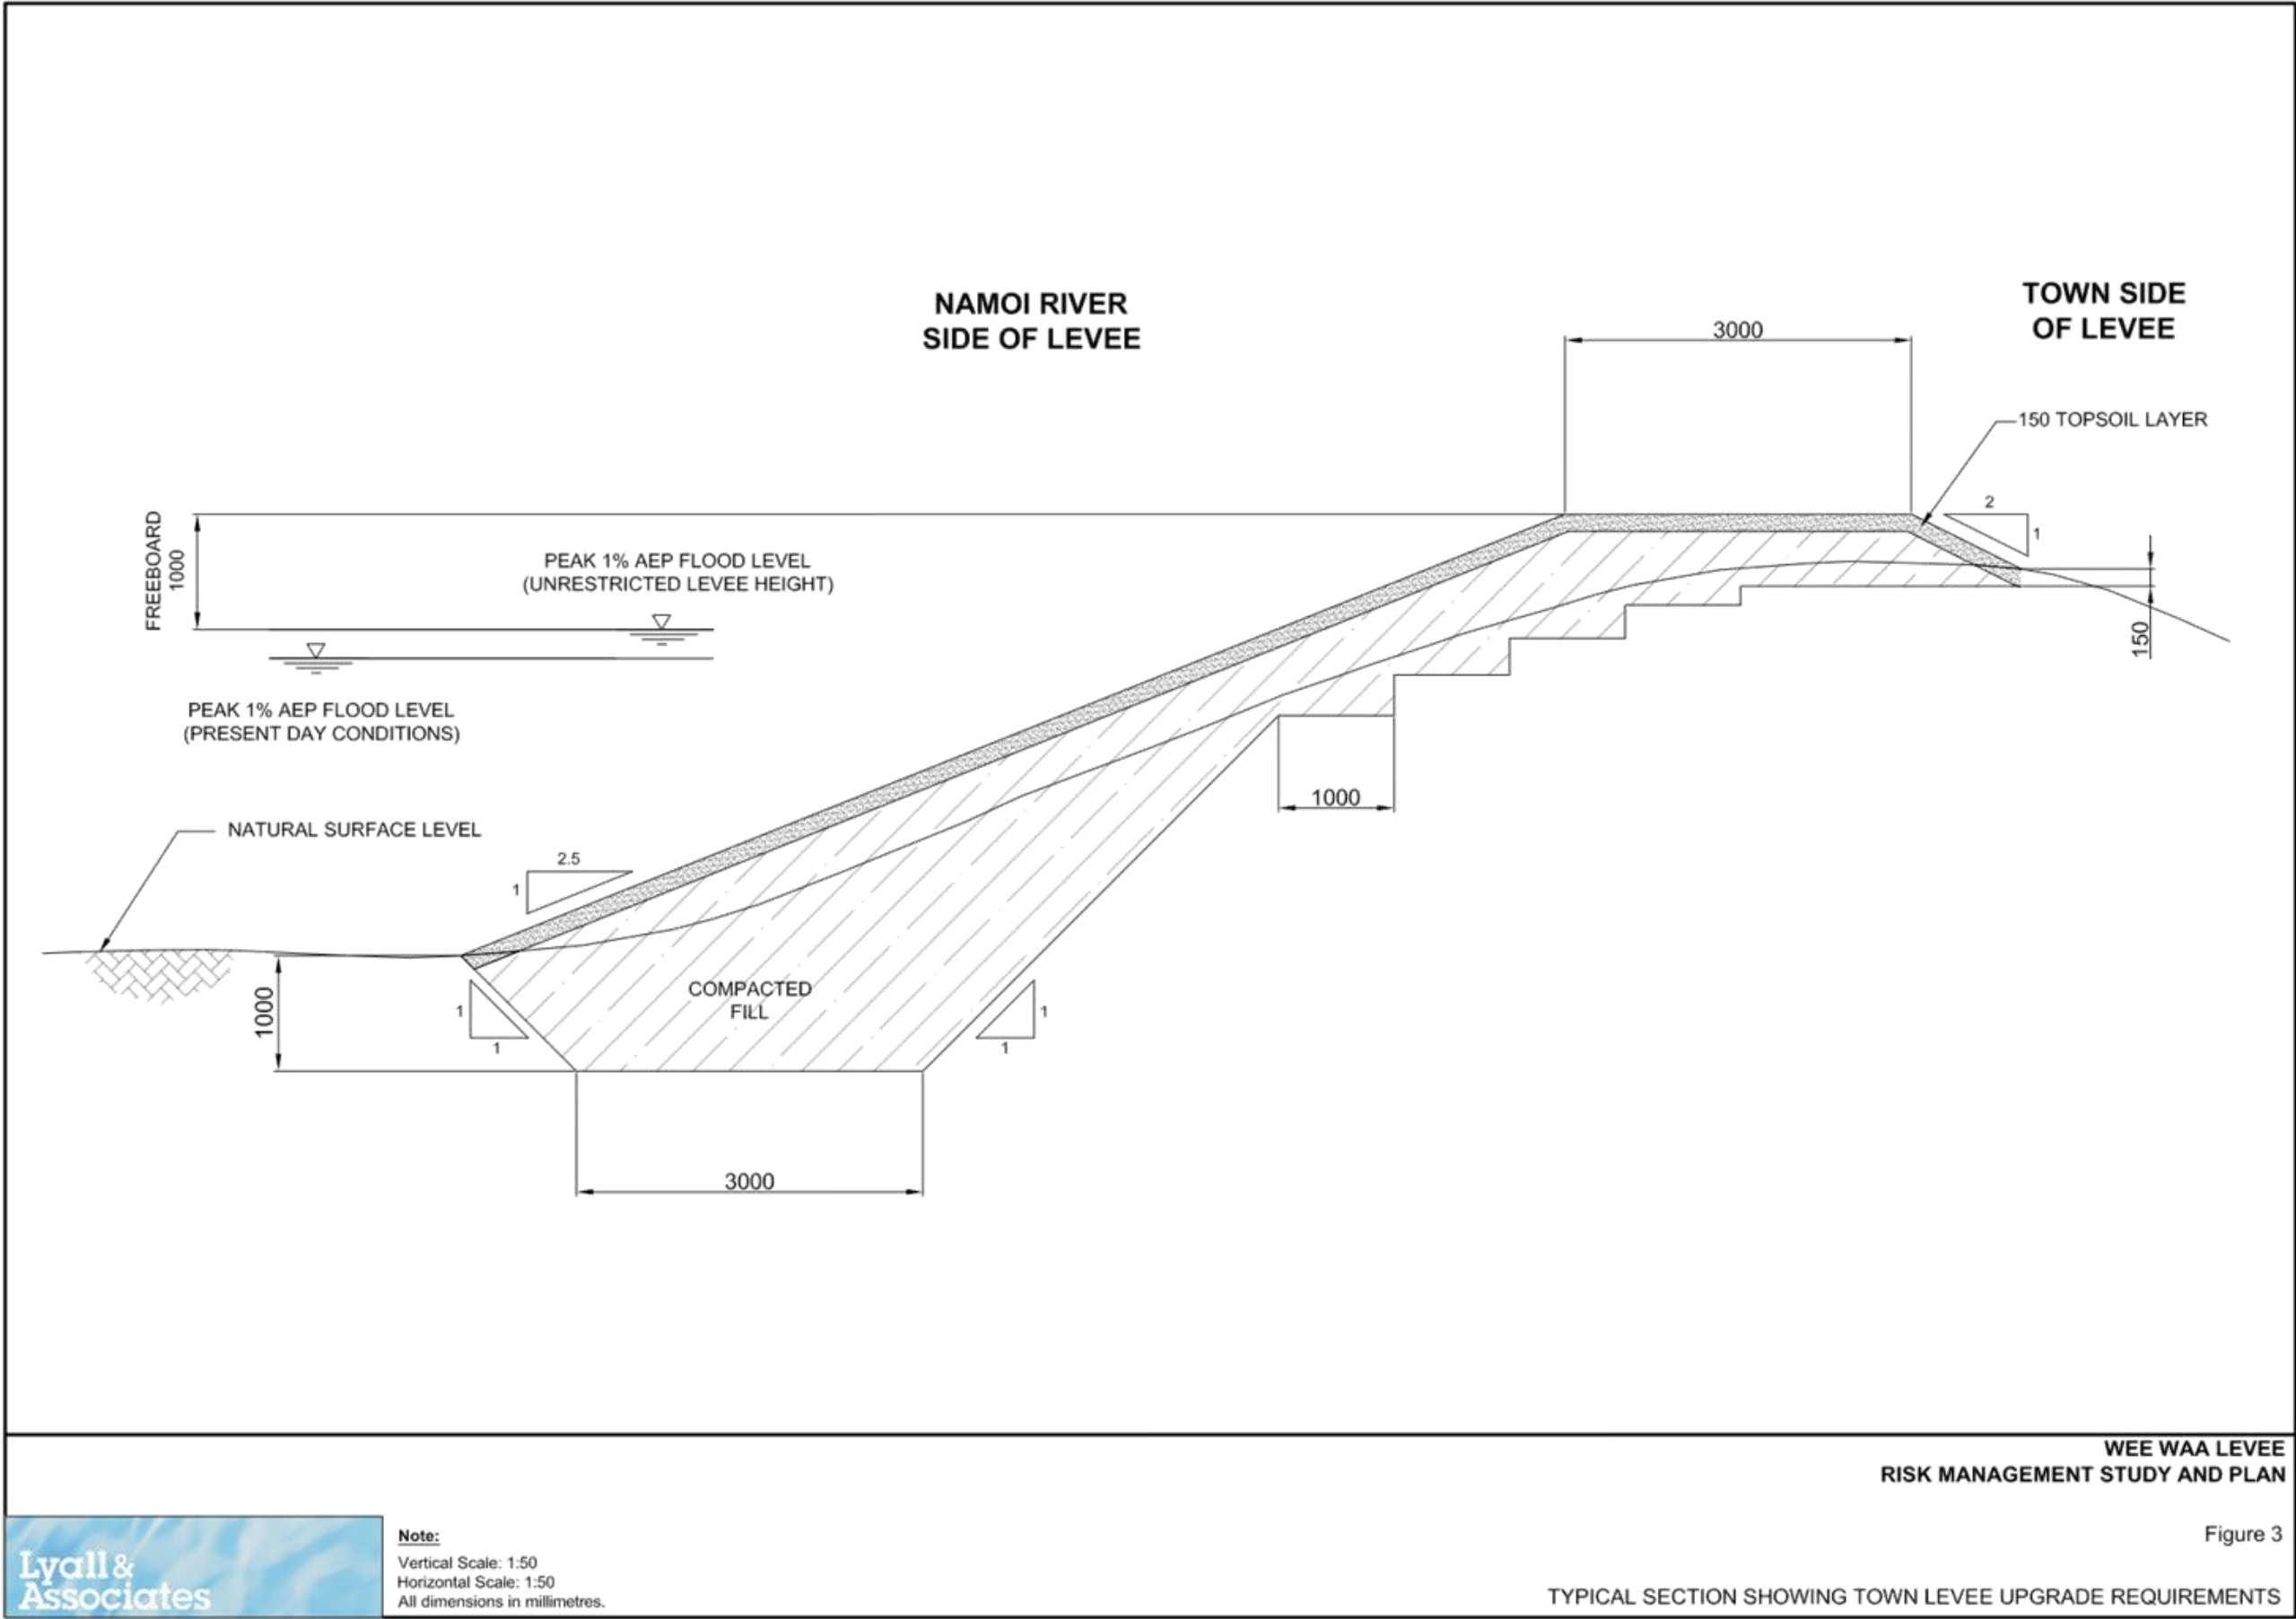 NAMOI RIVER
SIDE OF LEVEE
TOWN SIDE
OF LEVEE
3000
150 TOPSOIL LAYER
2
1
FREEBOARD
1000
PEAK 1% AEP FLOOD LEVEL
(UNRESTRICTED LEVEE HEIGHT)
150
PEAK 1% AEP FLOOD LEVEL
(PRESENT DAY CONDITIONS)
1000
NATURAL SURFACE LEVEL
2.5
1
1000
COMPACTED
FILL
1
1
1
1
3000
WEE WAA LEVEE
RISK MANAGEMENT STUDY AND PLAN
Figure 3
TYPICAL SECTION SHOWING TOWN LEVEE UPGRADE REQUIREMENTS
Lyall &
Associates
Note:
Vertical Scale: 1:50
Horizontal Scale: 1:50
All dimensions in millimetres.